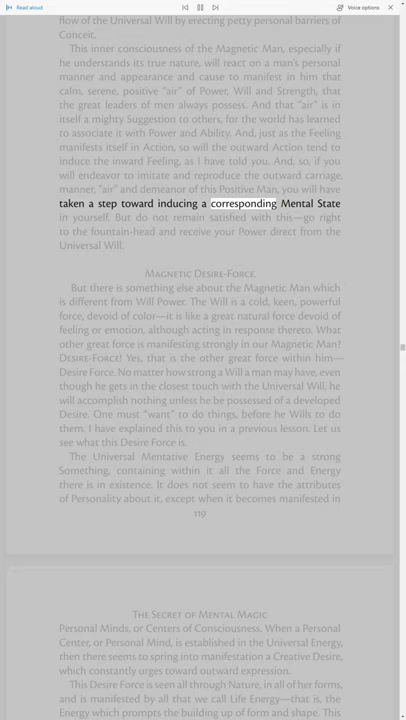 Read aloud
Voice options
flow of the Universal Will by erecting petty personal barriers of
Conceit.
This inner consciousness of the Magnetic Man, especially if
he understands its true nature, will react on a man's personal
manner and appearance and cause to manifest in him that
calm, serene, positive "air" of Power, Will and Strength, that
the great leaders of men always possess. And that "air" is in
itself a mighty Suggestion to others, for the world has learned
to associate it with Power and Ability. And, just as the Feeling
manifests itself in Action, so will the outward Action tend to
induce the inward Feeling, as I have told you. And, so, if you
will endeavor to imitate and reproduce the outward carriage,
manner, "air" and demeanor of this Positive Man, you will have
taken a step toward inducing a corresponding Mental State
in yourself. But do not remain satisfied with this—go right
to the fountain-head and receive your Power direct from the
Universal Will.
Magnetic Desire-Force.
But there is something else about the Magnetic Man which
is different from Will Power. The Will is a cold, keen, powerful
force, devoid of color—it is like a great natural force devoid of
feeling or emotion, although acting in response thereto. What
other great force is manifesting strongly in our Magnetic Man?
Desire-Force! Yes, that is the other great force within him—
Desire Force. No matter how strong a Will a man may have, even
though he gets in the closest touch with the Universal Will, he
will accomplish nothing unless he be possessed of a developed
Desire. One must "want" to do things, before he Wills to do
them. I have explained this to you in a previous lesson. Let us
see what this Desire Force is.
The Universal Mentative Energy seems to be a strong
Something, containing within it all the Force and Energy
there is in existence. It does not seem to have the attributes
of Personality about it, except when it becomes manifested in
119
The Secret of Mental Magic
Personal Minds, or Centers of Consciousness. When a Personal
Center, or Personal Mind, is established in the Universal Energy,
then there seems to spring into manifestation a Creative Desire,
which constantly urges toward outward expression.
This Desire Force is seen all through Nature, in all of her forms,
and is manifested by all that we call Life Energy—that is, the
Energy which prompts the building up of form and shape. This